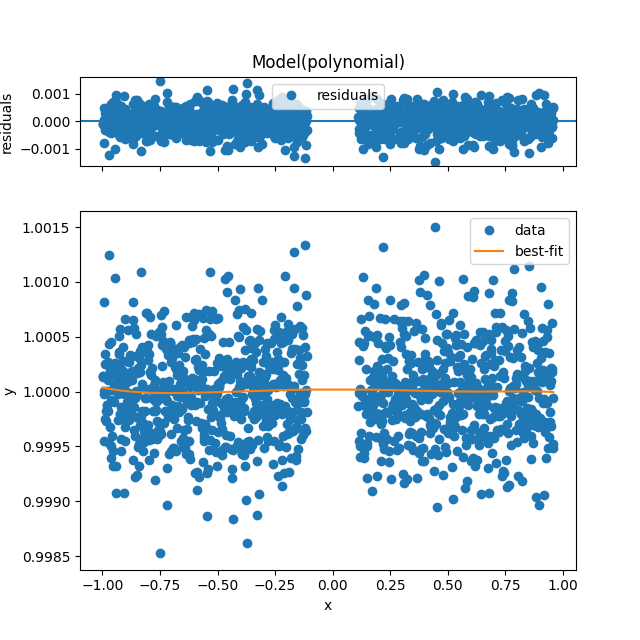 Model(polynomial)
residuals
0.001
0.000
−0.001
residuals
y
1.0015
1.0010
1.0005
1.0000
0.9995
0.9990
0.9985
data
best-fit
−1.00 −0.75 −0.50 −0.25 0.00 0.25 0.50 0.75 1.00
x